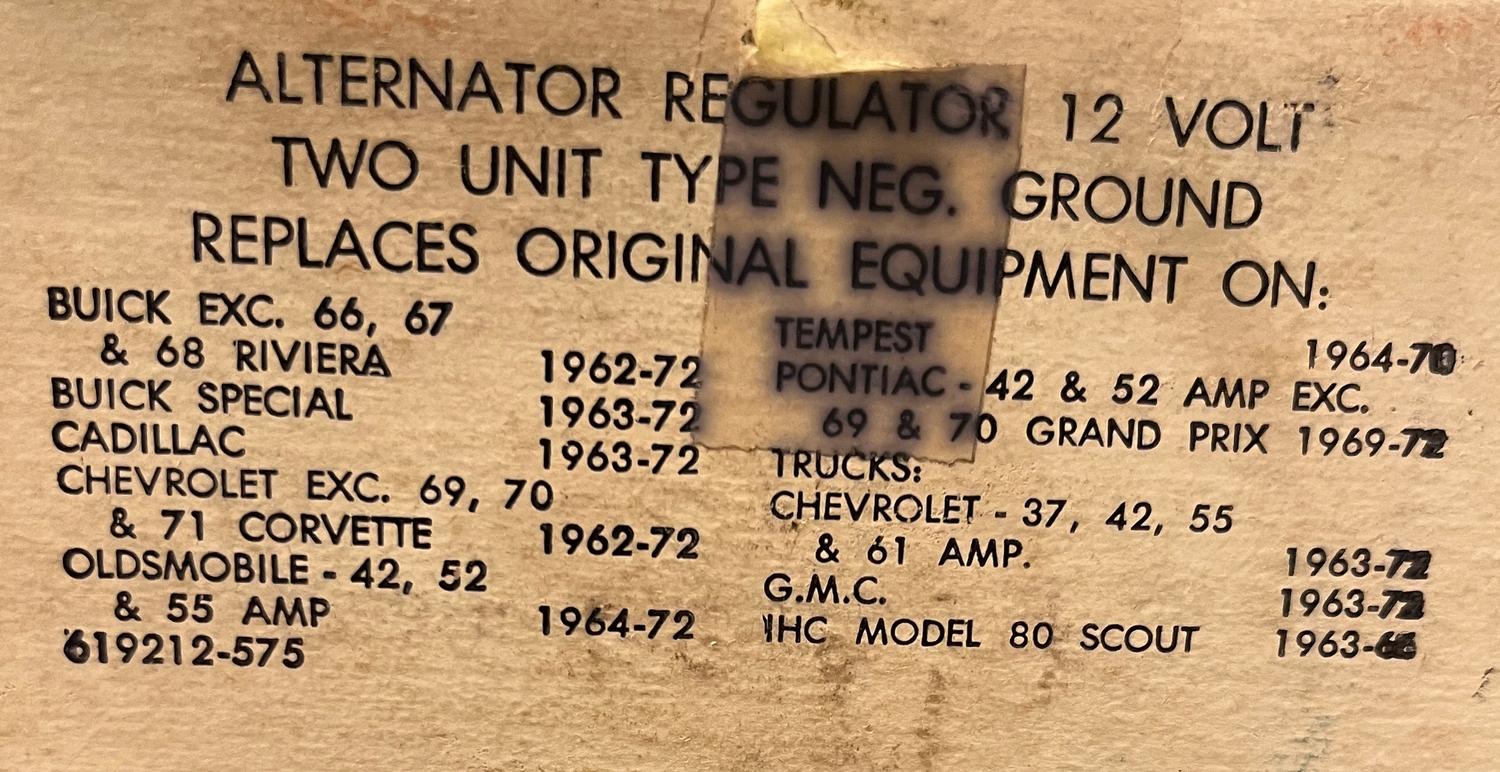 ALTERNATOR REGULATOR 12 VOLT
TWO UNIT TYPE NEG. GROUND
REPLACES ORIGINAL EQUIPMENT ON:
BUICK EXC. 66, 67
& 68 RIVIERA 1962-72
BUICK SPECIAL 1963-72
CADILLAC 1963-72
CHEVROLET EXC. 69, 70
& 71 CORVETTE 1962-72
OLDSMOBILE - 42, 52
& 55 AMP 1964-72
619212-575
TEMPEST 1964-70
PONTIAC - 42 & 52 AMP EXC.
69 & 70 GRAND PRIX 1969-72
TRUCKS:
CHEVROLET - 37, 42, 55
& 61 AMP. 1963-72
G.M.C. 1963-72
IHC MODEL 80 SCOUT 1963-